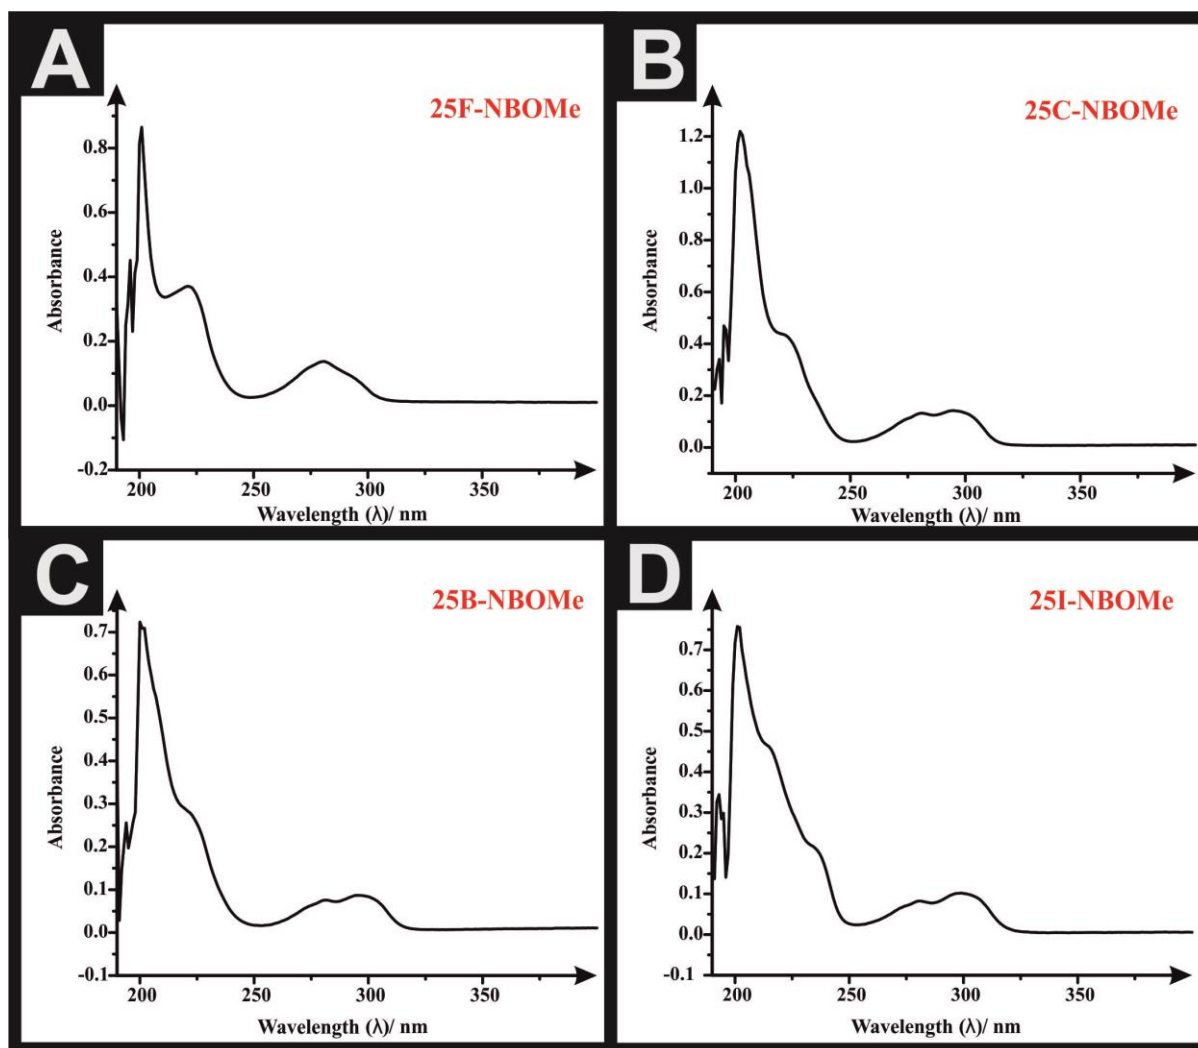 A
25F-NBOMe
0.8
0.6
0.4
0.2
0.0
-0.2
Absorbance
200 250 300 350
Wavelength (λ)/ nm
B
25C-NBOMe
1.2
1.0
0.8
0.6
0.4
0.2
0.0
Absorbance
200 250 300 350
Wavelength (λ)/ nm
C
25B-NBOMe
0.7
0.6
0.5
0.4
0.3
0.2
0.1
0.0
-0.1
Absorbance
200 250 300 350
Wavelength (λ)/ nm
D
25I-NBOMe
0.7
0.6
0.5
0.4
0.3
0.2
0.1
0.0
-0.1
Absorbance
200 250 300 350
Wavelength (λ)/ nm